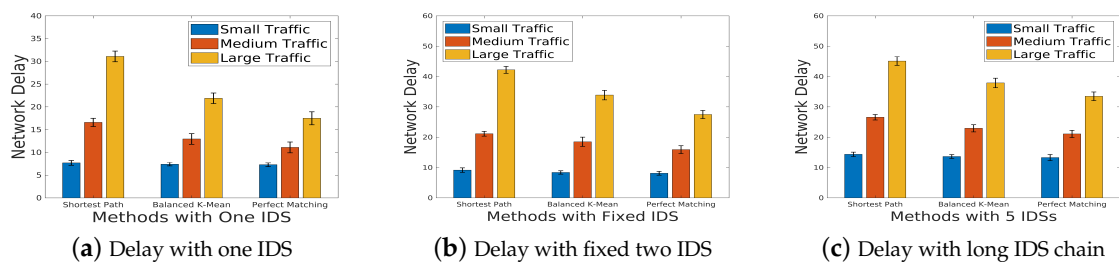 40
35
30
25
20
15
10
5
0
Network Delay
Small Traffic
Medium Traffic
Large Traffic
Shortest Path Balanced K-Mean Perfect Matching
Methods with One IDS
(a) Delay with one IDS
60
50
40
30
20
10
0
Network Delay
Small Traffic
Medium Traffic
Large Traffic
Shortest Path Balanced K-Mean Perfect Matching
Methods with Fixed IDS
(b) Delay with fixed two IDS
60
50
40
30
20
10
0
Network Delay
Small Traffic
Medium Traffic
Large Traffic
Shortest Path Balanced K-Mean Perfect Matching
Methods with 5 IDSs
(c) Delay with long IDS chain